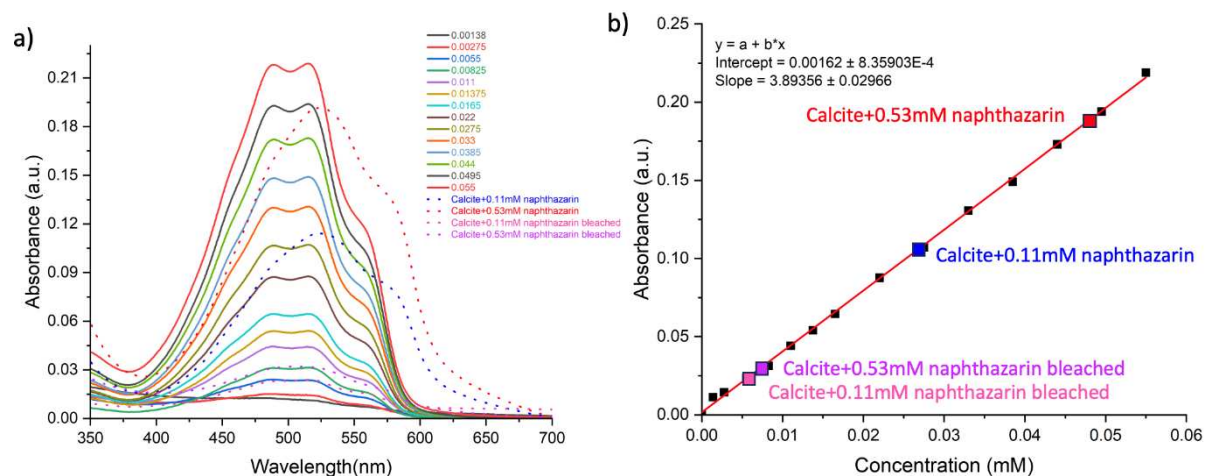 a)
Absorbance (a.u.)
0.21
0.18
0.15
0.12
0.09
0.06
0.03
0.00
350
400
450
500
550
600
650
700
Wavelength(nm)
0.00138
0.00275
0.0055
0.00825
0.011
0.01375
0.0165
0.022
0.0275
0.033
0.0385
0.044
0.0495
0.055
Calcite+0.11mM naphthazarin
Calcite+0.53mM naphthazarin
Calcite+0.11mM naphthazarin bleached
Calcite+0.53mM naphthazarin bleached
b)
Absorbance (a.u.)
0.25
0.20
0.15
0.10
0.05
0.00
0.00
0.01
0.02
0.03
0.04
0.05
0.06
Concentration (mM)
y = a + b*x
Intercept = 0.00162 ± 8.35903E-4
Slope = 3.89356 ± 0.02966
Calcite+0.53mM naphthazarin
Calcite+0.11mM naphthazarin
Calcite+0.53mM naphthazarin bleached
Calcite+0.11mM naphthazarin bleached